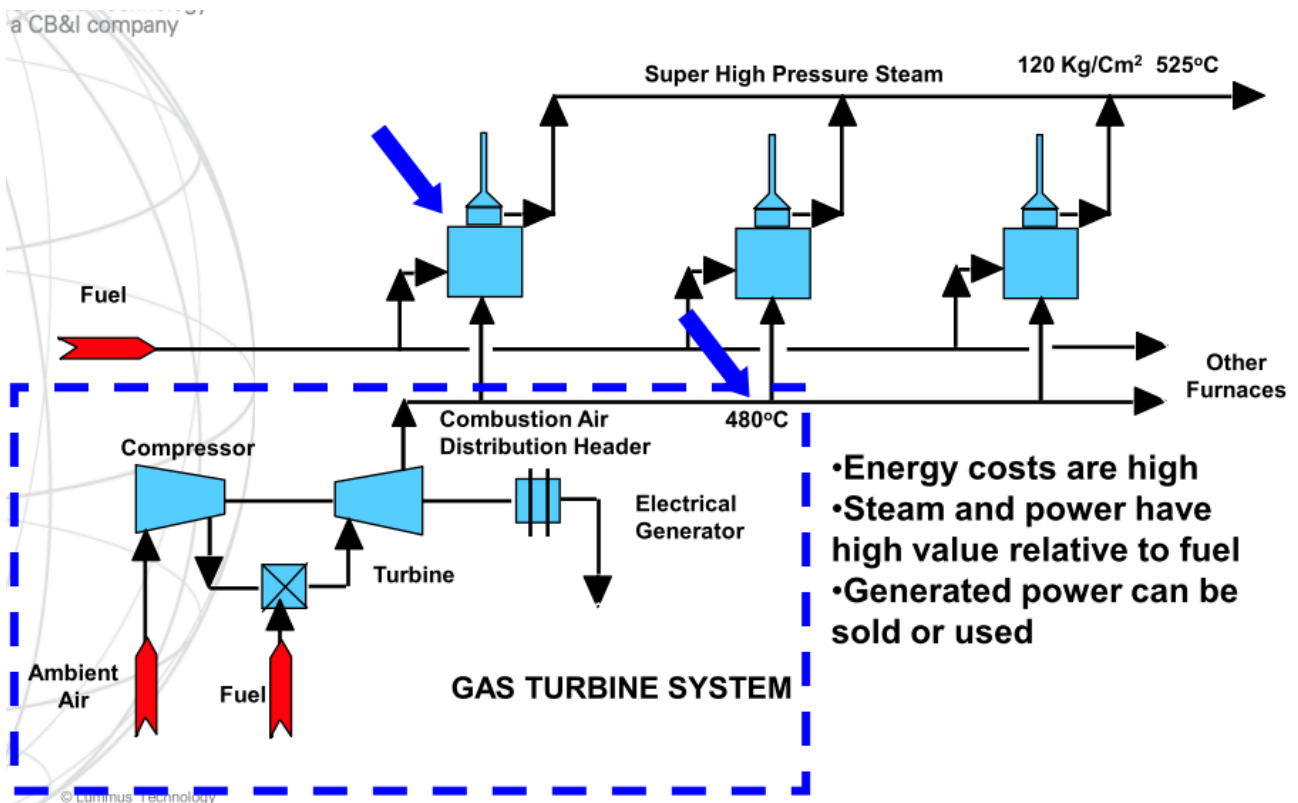 a CB&I company
Super High Pressure Steam
120 Kg/Cm² 525°C
Fuel
Other
Furnaces
Combustion Air
Distribution Header
480°C
Compressor
Electrical
Generator
Turbine
Ambient
Air
Fuel
GAS TURBINE SYSTEM
•Energy costs are high
•Steam and power have
high value relative to fuel
•Generated power can be
sold or used
© Lummus Technology